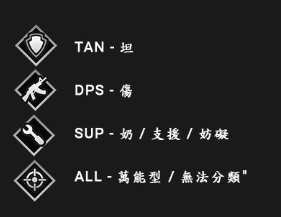 TAN - 坦
DPS - 傷
SUP - 奶 / 支援 / 妨礙
ALL - 萬能型 / 無法分類"